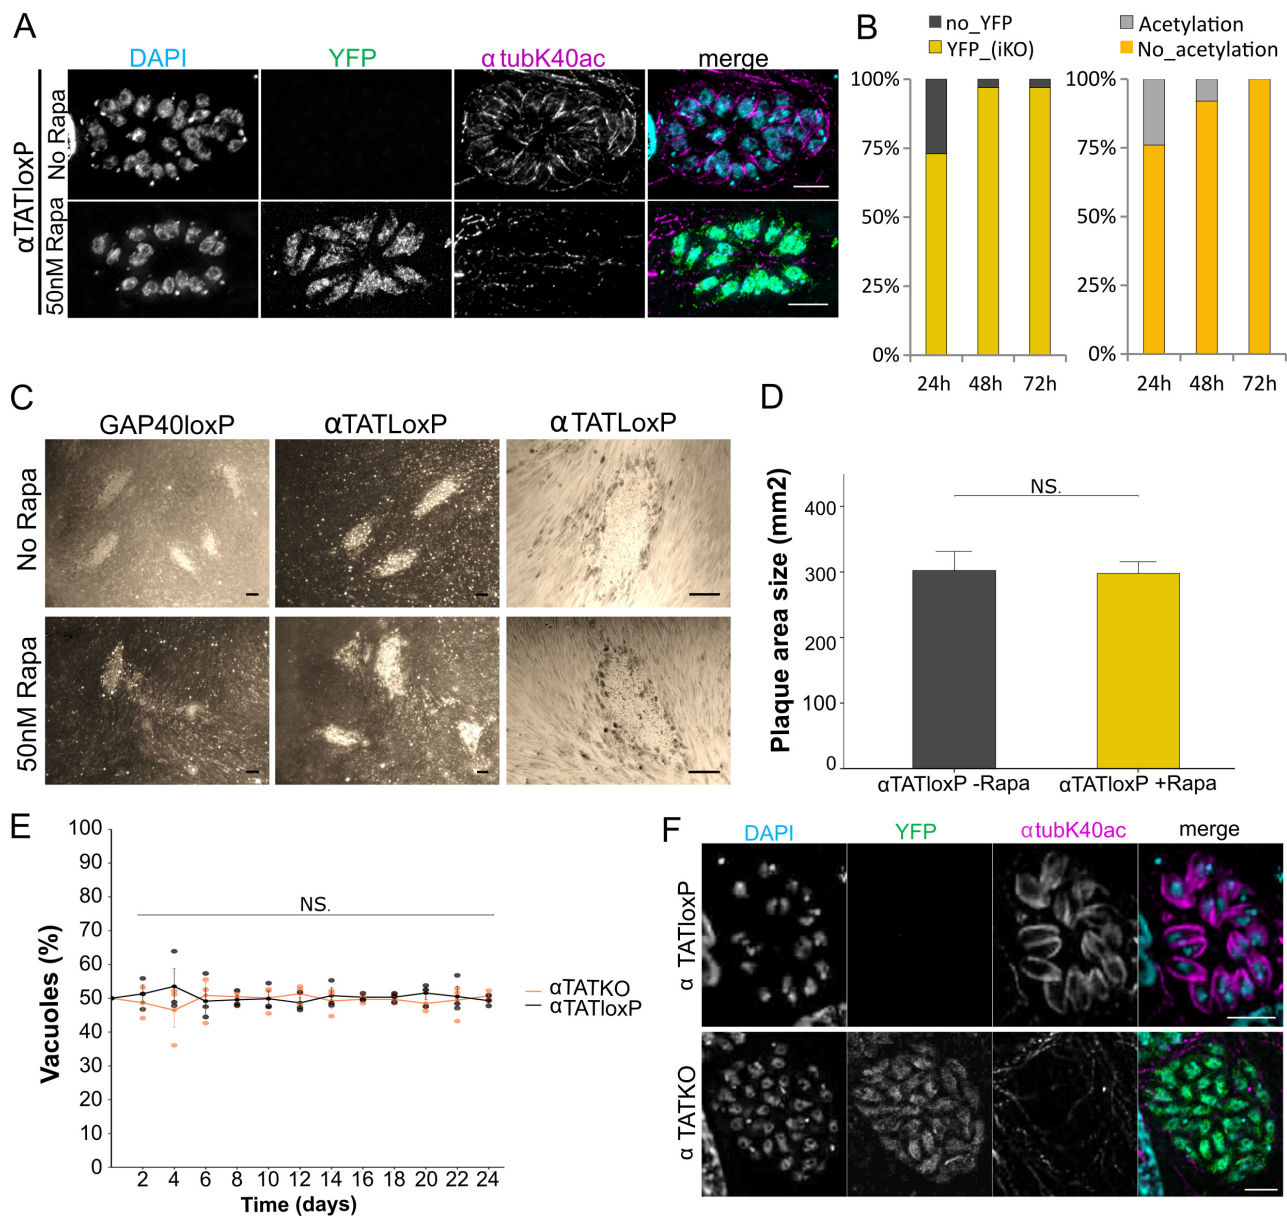 A
DAPI YFP αtubK40ac merge
αTATloxP
No Rapa
50nM Rapa
B
no_YFP
YFP_(iKO)
Acetylation
No_acetylation
100%
75%
50%
25%
0%
24h 48h 72h
100%
75%
50%
25%
0%
24h 48h 72h
C
GAP40loxP αTATLoxP αTATLoxP
No Rapa
50nM Rapa
D
Plaque area size (mm2)
400
300
200
100
0
NS.
αTATloxP -Rapa αTATloxP +Rapa
E
Vacuoles (%)
100
90
80
70
60
50
40
30
20
10
0
NS.
αTATKO
αTATloxP
2 4 6 8 10 12 14 16 18 20 22 24
Time (days)
F
DAPI YFP αtubK40ac merge
α TATloxP
α TATKO